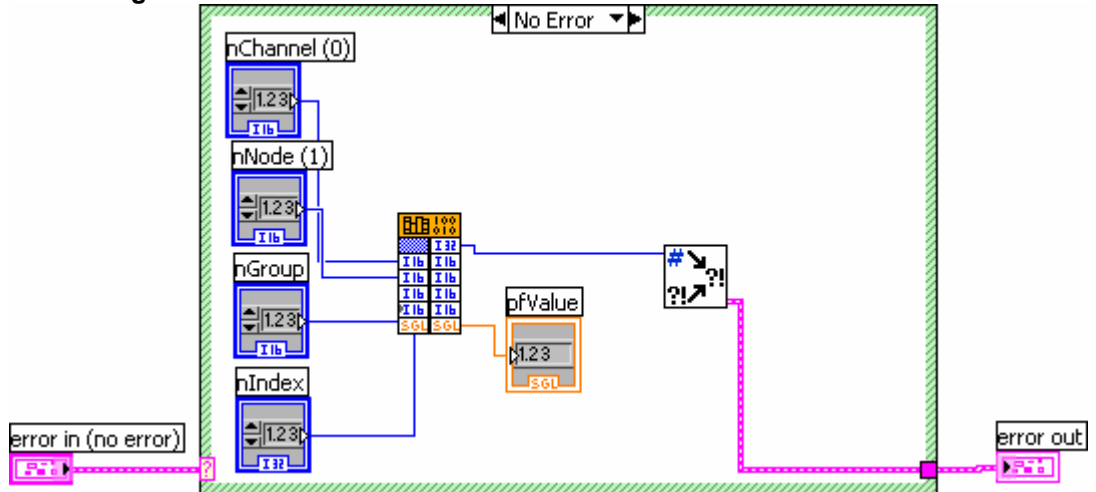 No Error
nChannel (0)
1.23
I16
nNode (1)
1.23
I16
nGroup
1.23
I16
nIndex
1.23
I32
I32
I16 I16
I16 I16
I16 I16
I16 I16
SGL SGL
pfValue
1.23
SGL
# ?!
?!
error in (no error)
?
error out